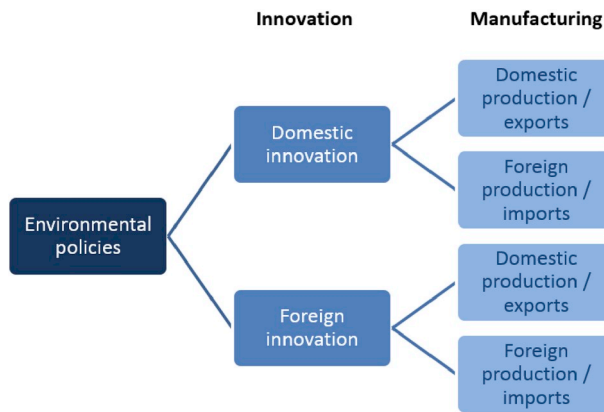 Innovation
Manufacturing
Environmental
policies
Domestic
innovation
Foreign
innovation
Domestic
production /
exports
Foreign
production /
imports
Domestic
production /
exports
Foreign
production /
imports